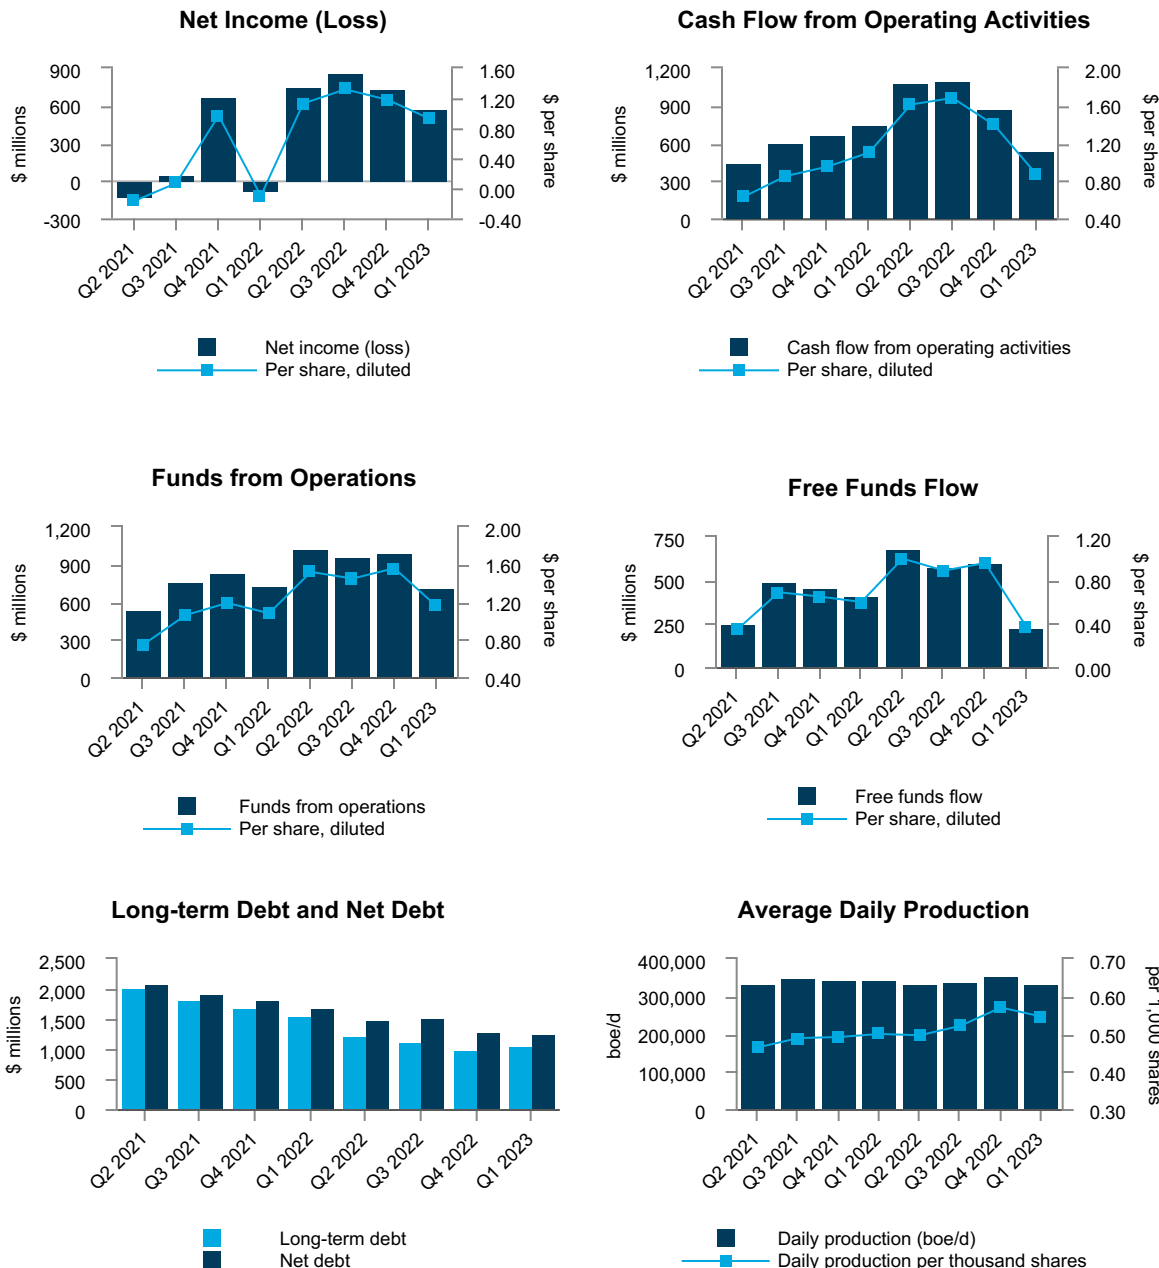 Net Income (Loss)
900
600
300
0
-300
$ millions
1.60
1.20
0.80
0.40
0.00
-0.40
$ per share
Q2 2021
Q3 2021
Q4 2021
Q1 2022
Q2 2022
Q3 2022
Q4 2022
Q1 2023
Net income (loss)
Per share, diluted
Cash Flow from Operating Activities
1,200
900
600
300
0
$ millions
2.00
1.60
1.20
0.80
0.40
$ per share
Q2 2021
Q3 2021
Q4 2021
Q1 2022
Q2 2022
Q3 2022
Q4 2022
Q1 2023
Cash flow from operating activities
Per share, diluted
Funds from Operations
1,200
900
600
300
0
$ millions
2.00
1.60
1.20
0.80
0.40
$ per share
Q2 2021
Q3 2021
Q4 2021
Q1 2022
Q2 2022
Q3 2022
Q4 2022
Q1 2023
Funds from operations
Per share, diluted
Free Funds Flow
750
500
250
0
$ millions
1.20
0.80
0.40
0.00
$ per share
Q2 2021
Q3 2021
Q4 2021
Q1 2022
Q2 2022
Q3 2022
Q4 2022
Q1 2023
Free funds flow
Per share, diluted
Long-term Debt and Net Debt
2,500
2,000
1,500
1,000
500
0
$ millions
Q2 2021
Q3 2021
Q4 2021
Q1 2022
Q2 2022
Q3 2022
Q4 2022
Q1 2023
Long-term debt
Net debt
Average Daily Production
400,000
300,000
200,000
100,000
0
boe/d
0.70
0.60
0.50
0.40
0.30
per 1,000 shares
Q2 2021
Q3 2021
Q4 2021
Q1 2022
Q2 2022
Q3 2022
Q4 2022
Q1 2023
Daily production (boe/d)
Daily production per thousand shares